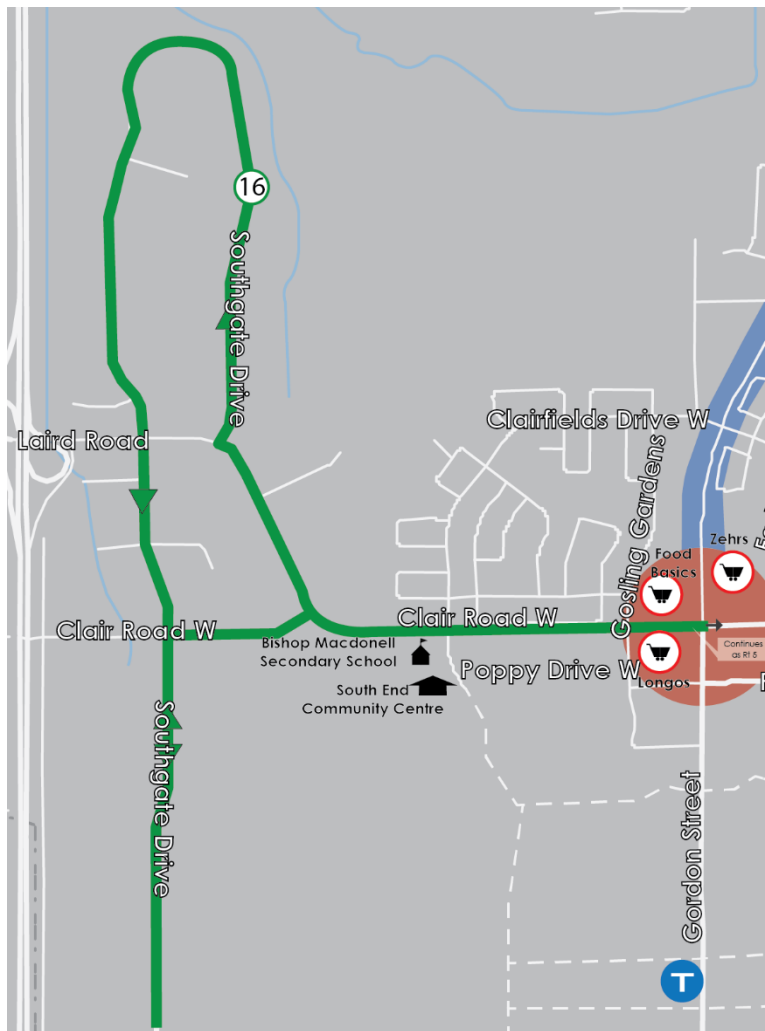 16
Southgate Drive
Clairfields Drive W
Laird Road
Gosling Gardens
Zehrs
Food
Basics
Clair Road W
Clair Road W
Continues
as Rt 5
Bishop Macdonell
Secondary School
Poppy Drive W
Longos
South End
Community Centre
Southgate Drive
Gordon Street
T